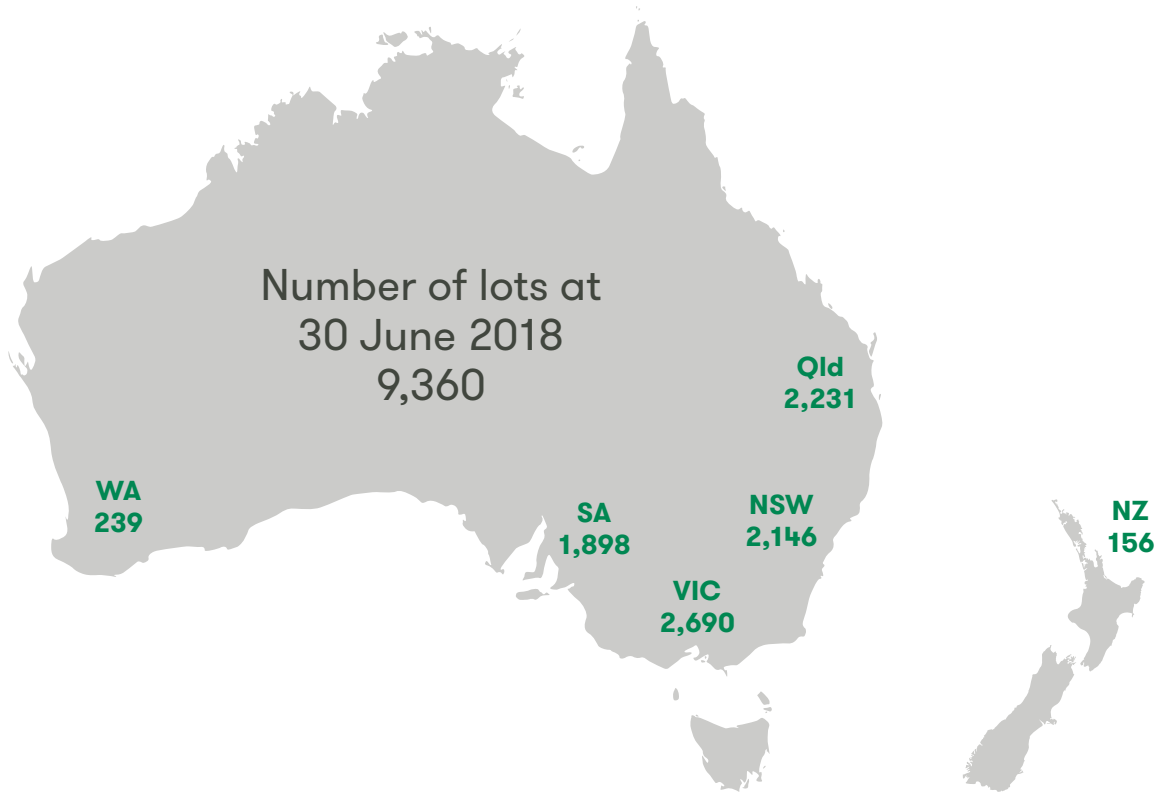 Number of lots at
30 June 2018
9,360
Qld
2,231
WA
239
SA
1,898
NSW
2,146
NZ
156
VIC
2,690